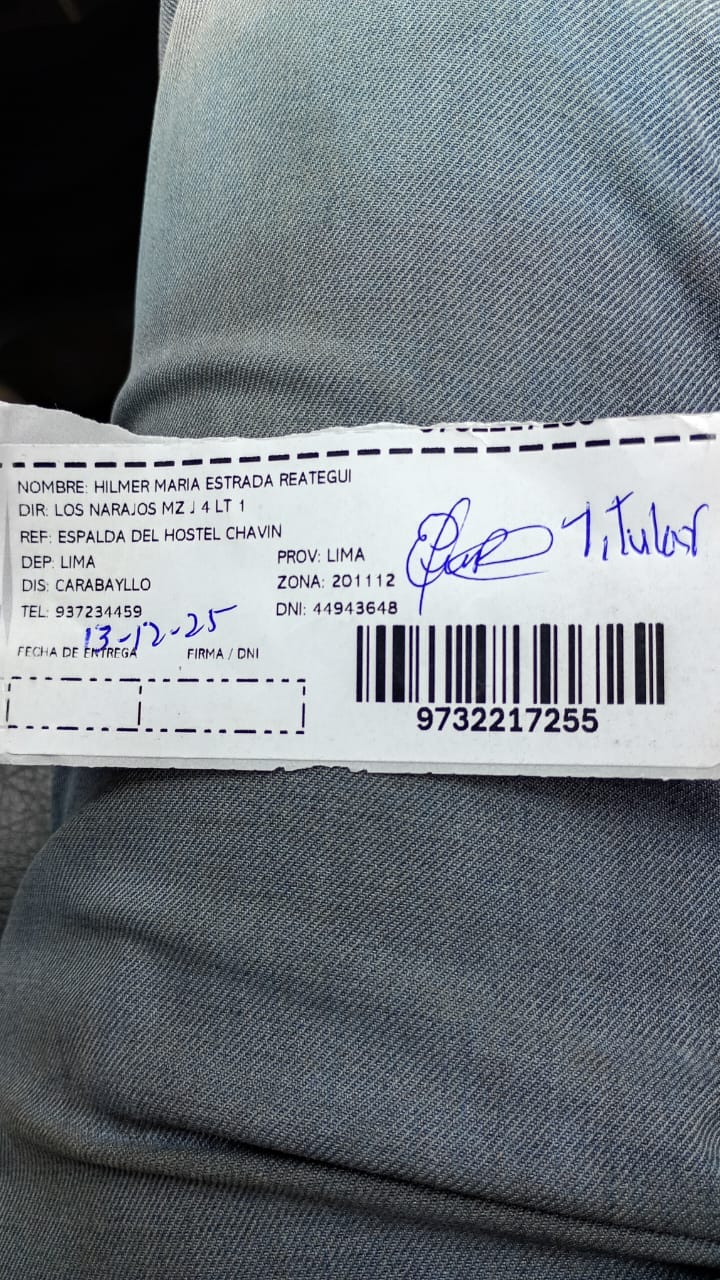 NOMBRE: HILMER MARIA ESTRADA REATEGUI
DIR: LOS NARAJOS MZ J 4 LT 1
REF: ESPALDA DEL HOSTEL CHAVIN
DEP: LIMA PROV: LIMA
DIS: CARABAYLLO ZONA: 201112
TEL: 937234459 DNI: 44943648
Titular
13-12-25
FECHA DE ENTREGA FIRMA / DNI
9732217255